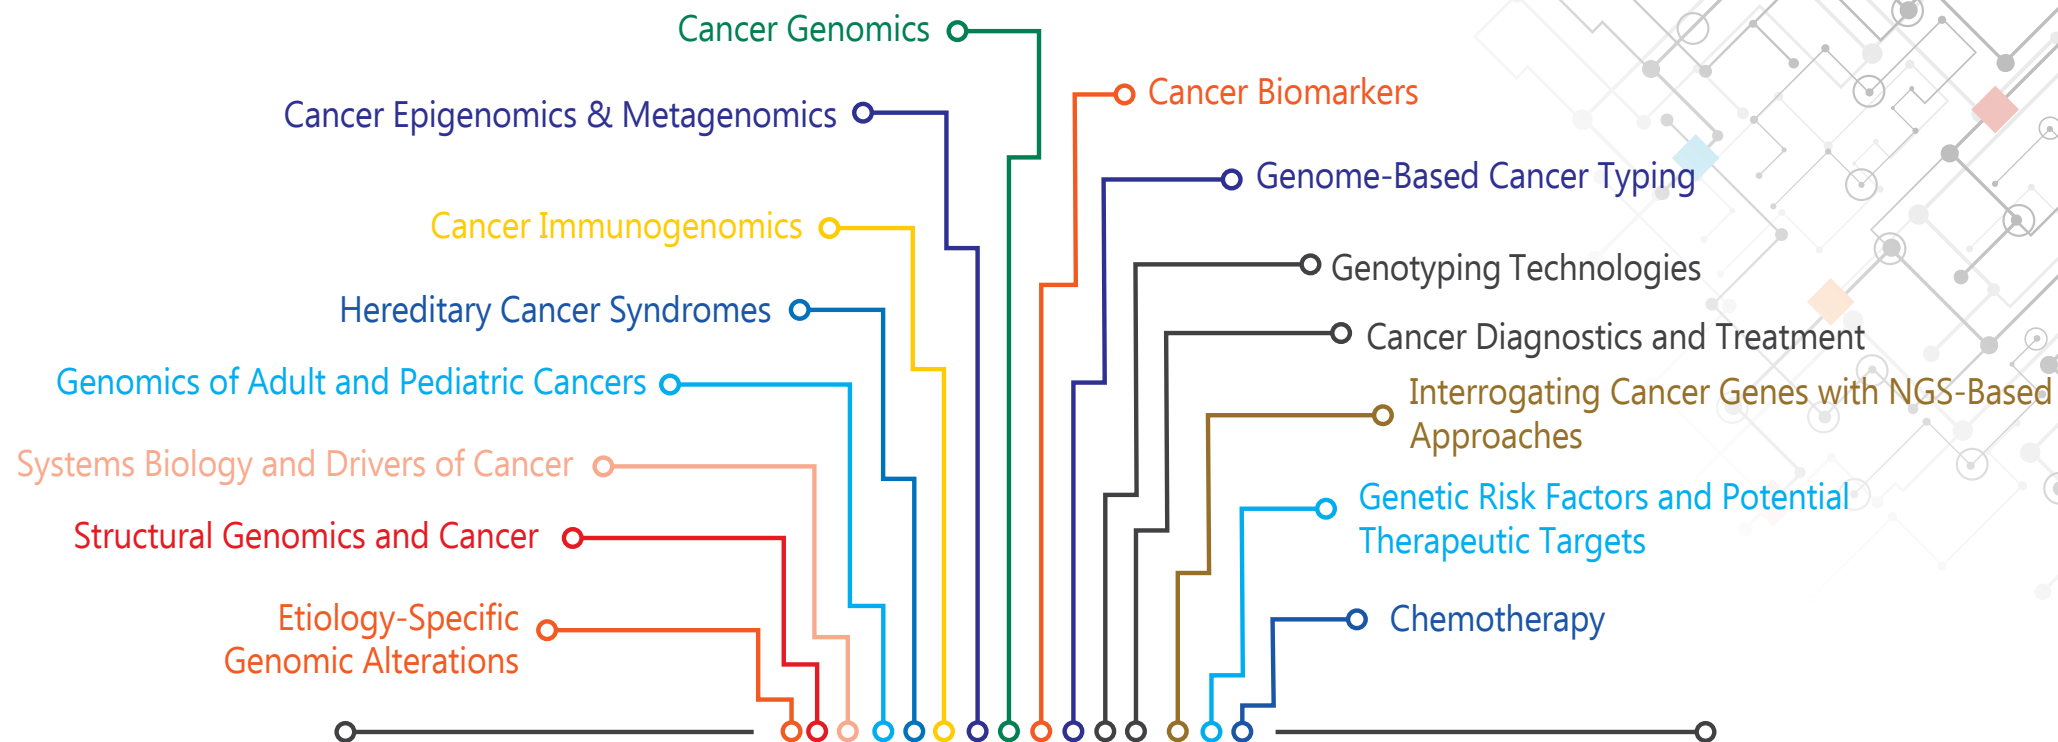 Cancer Genomics
Cancer Epigenomics & Metagenomics
Cancer Immunogenomics
Hereditary Cancer Syndromes
Genomics of Adult and Pediatric Cancers
Systems Biology and Drivers of Cancer
Structural Genomics and Cancer
Etiology-Specific
Genomic Alterations
Cancer Biomarkers
Genome-Based Cancer Typing
Genotyping Technologies
Cancer Diagnostics and Treatment
Interrogating Cancer Genes with NGS-Based
Approaches
Genetic Risk Factors and Potential
Therapeutic Targets
Chemotherapy